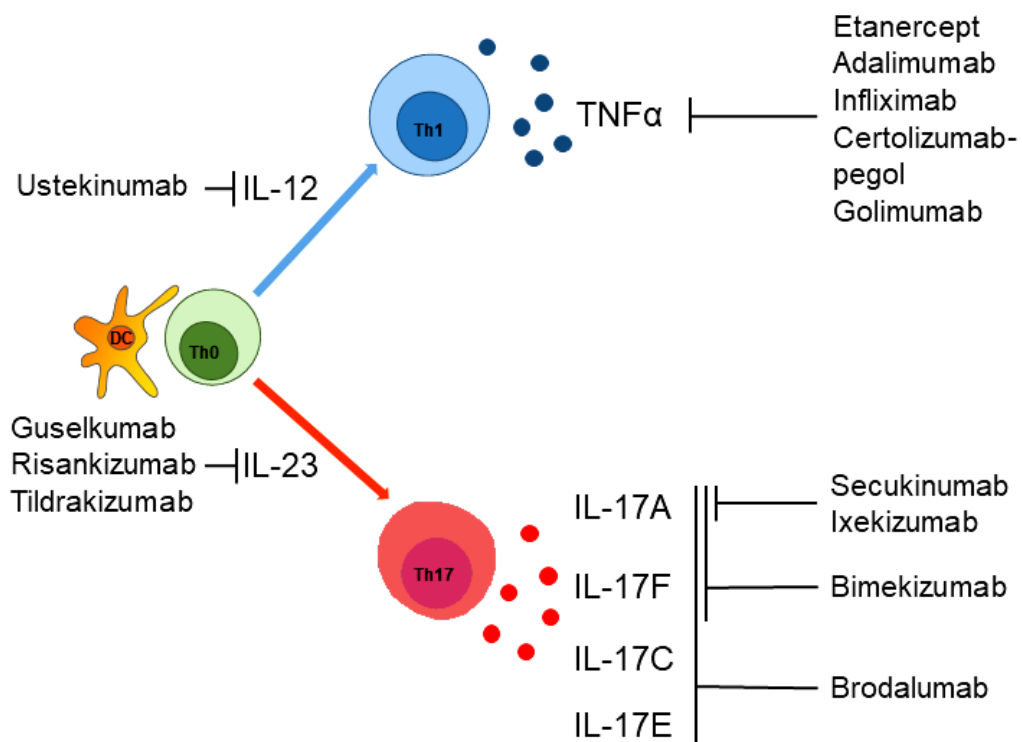 Etanercept
Adalimumab
Infliximab
Certolizumab-
pegol
Golimumab
TNFα
Th1
Ustekinumab
IL-12
DC
Th0
Guselkumab
Risankizumab
Tildrakizumab
IL-23
Th17
IL-17A
IL-17F
IL-17C
IL-17E
Secukinumab
Ixekizumab
Bimekizumab
Brodalumab